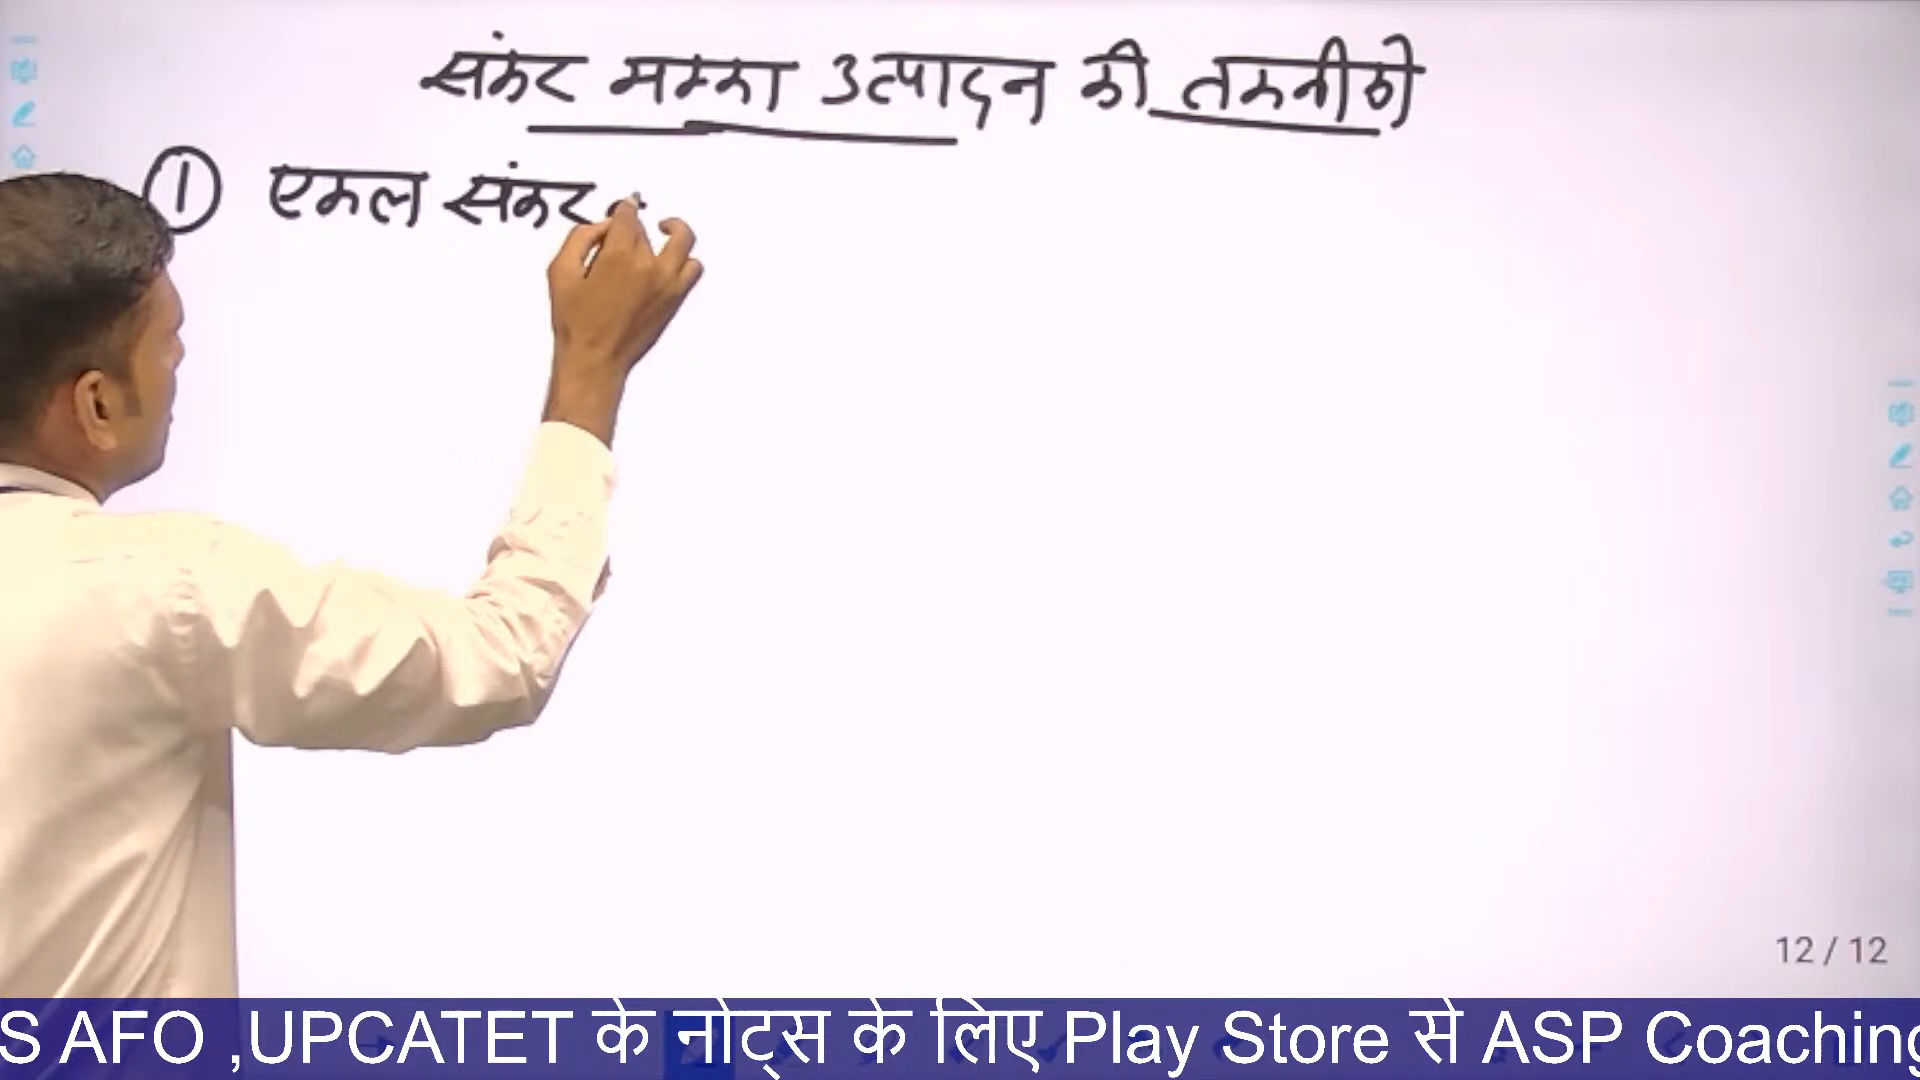 संकर मक्का उत्पादन की तकनीकी
① एकल संकर
12 / 12
S AFO ,UPCATET के नोट्स के लिए Play Store से ASP Coaching